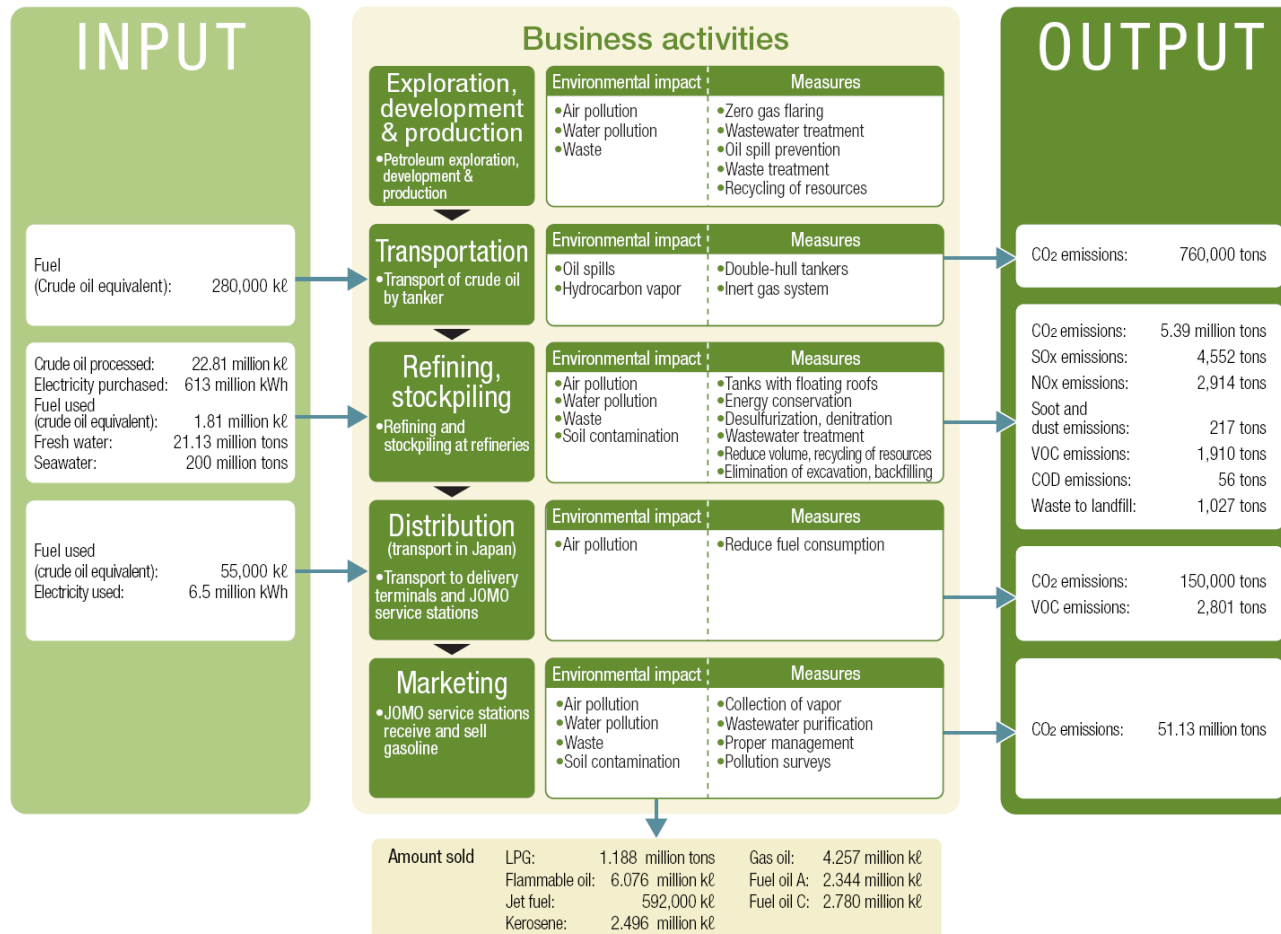 INPUT
Fuel
(Crude oil equivalent): 280,000 kℓ
Crude oil processed: 22.81 million kℓ
Electricity purchased: 613 million kWh
Fuel used
(crude oil equivalent): 1.81 million kℓ
Fresh water: 21.13 million tons
Seawater: 200 million tons
Fuel used
(crude oil equivalent): 55,000 kℓ
Electricity used: 6.5 million kWh
Business activities
Exploration,
development
& production
•Petroleum exploration,
development &
production
Environmental impact
•Air pollution
•Water pollution
•Waste
Measures
•Zero gas flaring
•Wastewater treatment
•Oil spill prevention
•Waste treatment
•Recycling of resources
Transportation
•Transport of crude oil
by tanker
Environmental impact
•Oil spills
•Hydrocarbon vapor
Measures
•Double-hull tankers
•Inert gas system
Refining,
stockpiling
•Refining and
stockpiling at refineries
Environmental impact
•Air pollution
•Water pollution
•Waste
•Soil contamination
Measures
•Tanks with floating roofs
•Energy conservation
•Desulfurization, denitration
•Wastewater treatment
•Reduce volume, recycling of resources
•Elimination of excavation, backfilling
Distribution
(transport in Japan)
•Transport to delivery
terminals and JOMO
service stations
Environmental impact
•Air pollution
Measures
•Reduce fuel consumption
Marketing
•JOMO service stations
receive and sell
gasoline
Environmental impact
•Air pollution
•Water pollution
•Waste
•Soil contamination
Measures
•Collection of vapor
•Wastewater purification
•Proper management
•Pollution surveys
OUTPUT
CO₂ emissions: 760,000 tons
CO₂ emissions: 5.39 million tons
SOx emissions: 4,552 tons
NOx emissions: 2,914 tons
Soot and
dust emissions: 217 tons
VOC emissions: 1,910 tons
COD emissions: 56 tons
Waste to landfill: 1,027 tons
CO₂ emissions: 150,000 tons
VOC emissions: 2,801 tons
CO₂ emissions: 51.13 million tons
Amount sold
LPG: 1.188 million tons
Flammable oil: 6.076 million kℓ
Jet fuel: 592,000 kℓ
Kerosene: 2.496 million kℓ
Gas oil: 4.257 million kℓ
Fuel oil A: 2.344 million kℓ
Fuel oil C: 2.780 million kℓ